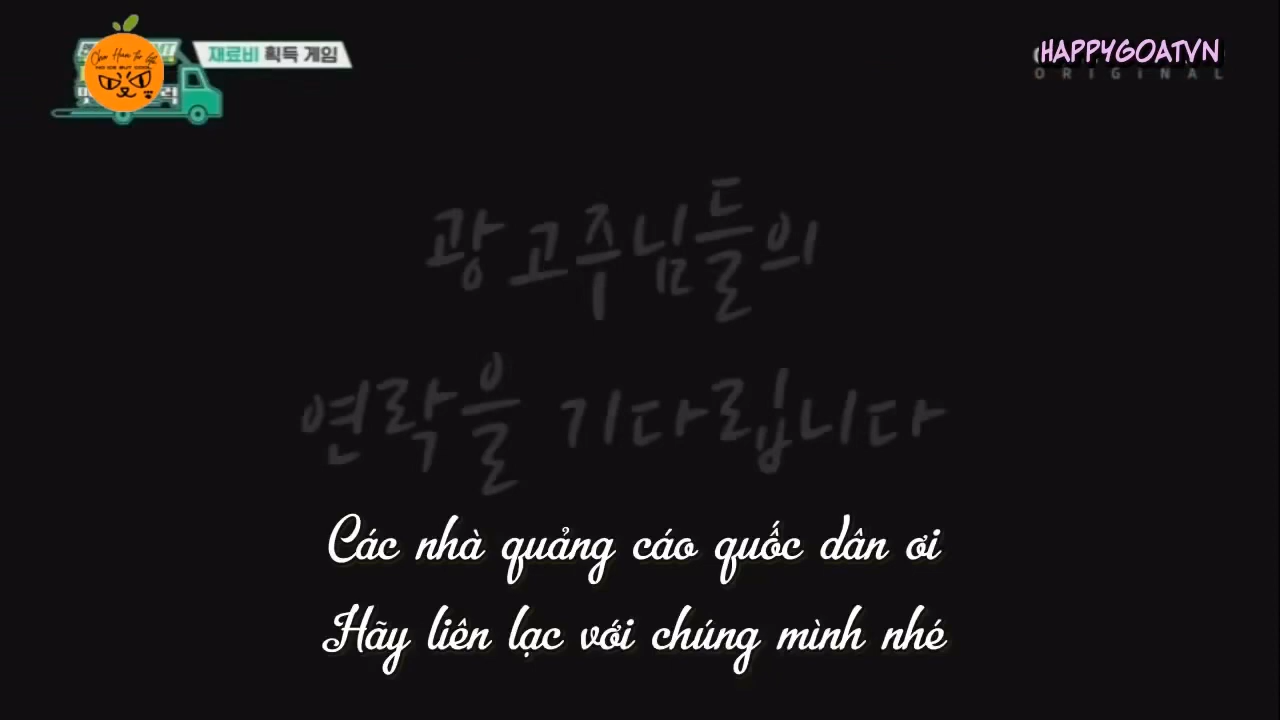 재료비 획득 게임
HAPPYGOATVN
ORIGINAL
광고주님들의
연락을 기다립니다
Các nhà quảng cáo quốc dân ơi
Hãy liên lạc với chúng mình nhé